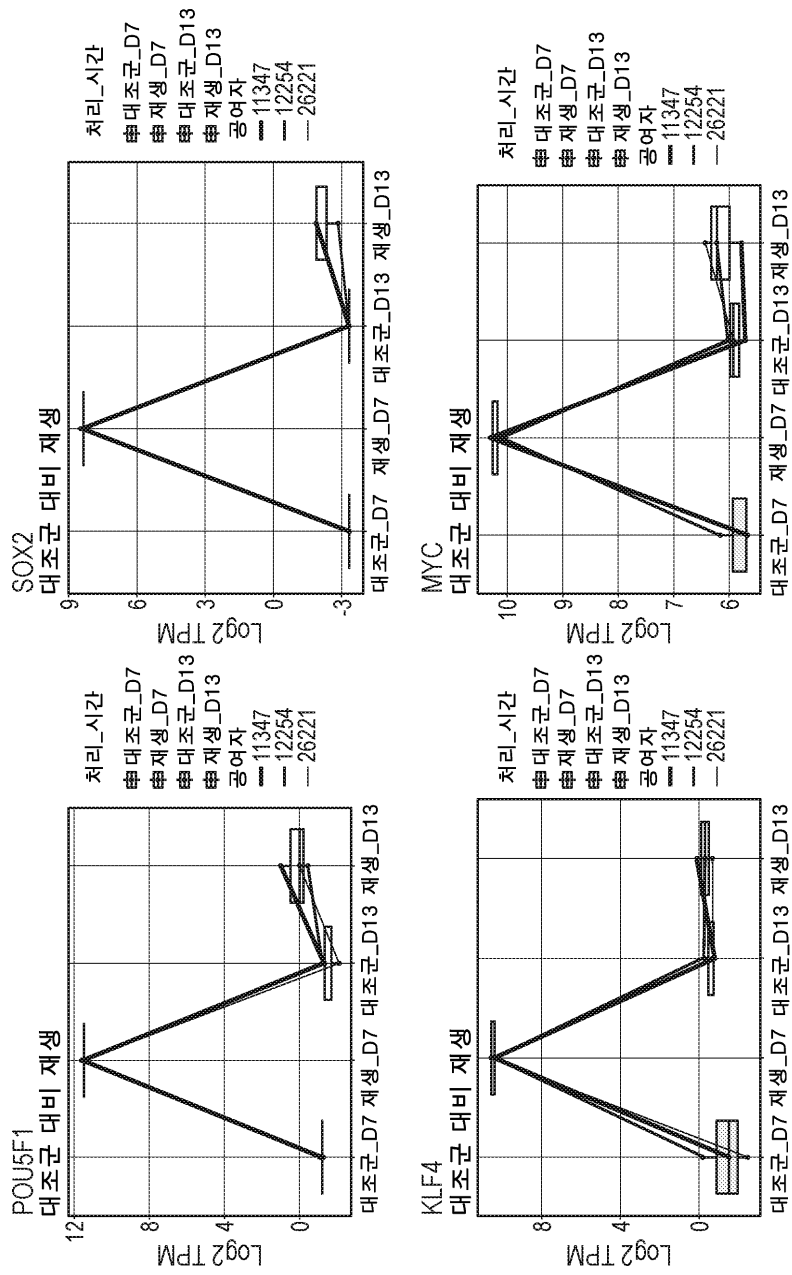 POU5F1
대조군 대비 재생
Log2 TPM
12
8
4
0
대조군_D7 재생_D7 대조군_D13 재생_D13
처리_시간
대조군_D7
재생_D7
대조군_D13
재생_D13
공여자
11347
12254
26221
SOX2
대조군 대비 재생
Log2 TPM
9
6
3
0
-3
대조군_D7 재생_D7 대조군_D13 재생_D13
처리_시간
대조군_D7
재생_D7
대조군_D13
재생_D13
공여자
11347
12254
26221
KLF4
대조군 대비 재생
Log2 TPM
8
4
0
대조군_D7 재생_D7 대조군_D13 재생_D13
처리_시간
대조군_D7
재생_D7
대조군_D13
재생_D13
공여자
11347
12254
26221
MYC
대조군 대비 재생
Log2 TPM
10
9
8
7
6
대조군_D7 재생_D7 대조군_D13 재생_D13
처리_시간
대조군_D7
재생_D7
대조군_D13
재생_D13
공여자
11347
12254
26221